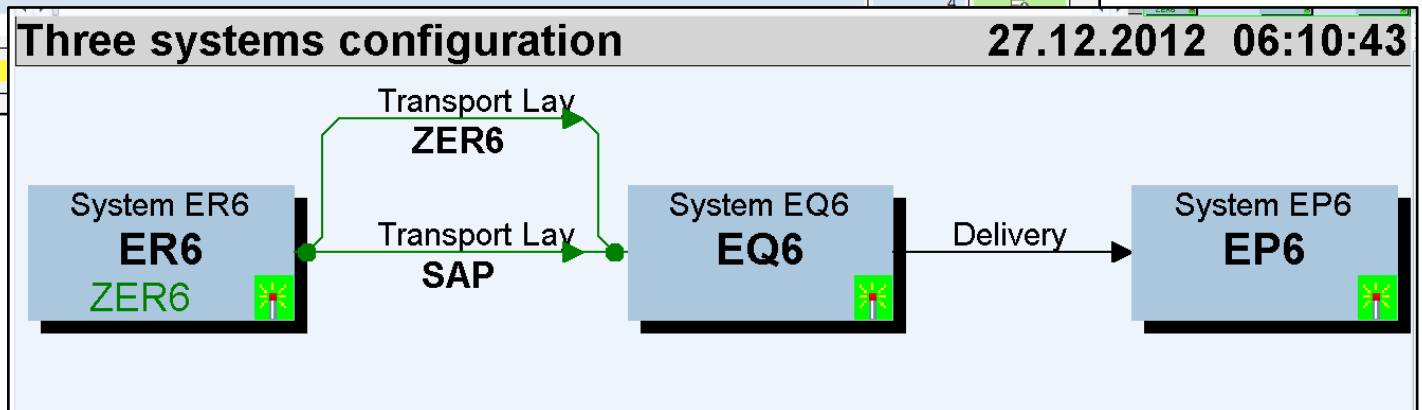 Three systems configuration 27.12.2012 06:10:43
Transport Lay
ZER6
System ER6
ER6
ZER6
Transport Lay
SAP
System EQ6
EQ6
Delivery
System EP6
EP6